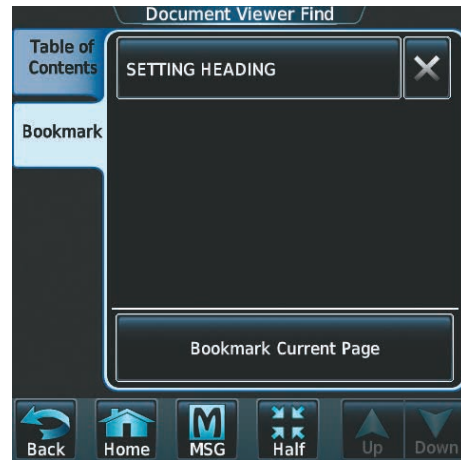 Document Viewer Find
Table of
Contents
SETTING HEADING
Bookmark
Bookmark Current Page
Back
Home
MSG
Half
Up
Down